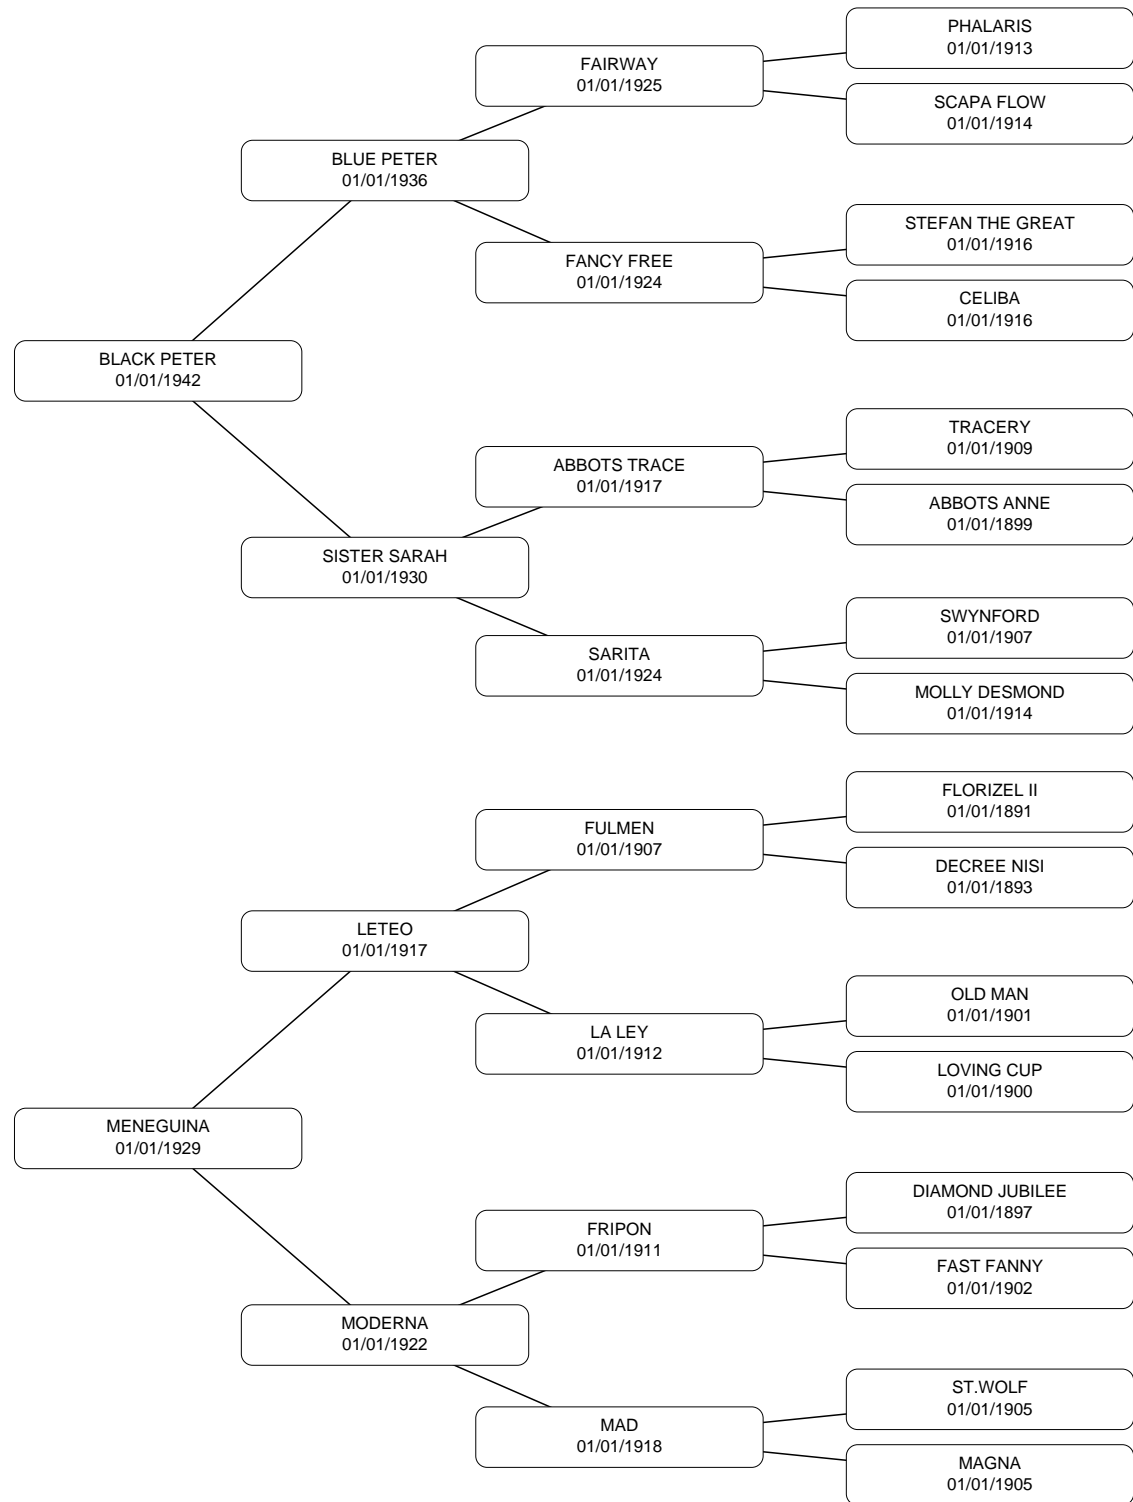 PHALARIS
01/01/1913
FAIRWAY
01/01/1925
SCAPA FLOW
01/01/1914
BLUE PETER
01/01/1936
STEFAN THE GREAT
01/01/1916
FANCY FREE
01/01/1924
CELIBA
01/01/1916
BLACK PETER
01/01/1942
TRACERY
01/01/1909
ABBOTS TRACE
01/01/1917
ABBOTS ANNE
01/01/1899
SISTER SARAH
01/01/1930
SWYNFORD
01/01/1907
SARITA
01/01/1924
MOLLY DESMOND
01/01/1914
FLORIZEL II
01/01/1891
FULMEN
01/01/1907
DECREE NISI
01/01/1893
LETEO
01/01/1917
OLD MAN
01/01/1901
LA LEY
01/01/1912
LOVING CUP
01/01/1900
MENEGUINA
01/01/1929
DIAMOND JUBILEE
01/01/1897
FRIPON
01/01/1911
FAST FANNY
01/01/1902
MODERNA
01/01/1922
ST.WOLF
01/01/1905
MAD
01/01/1918
MAGNA
01/01/1905